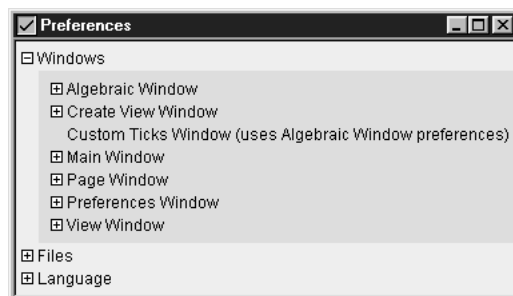 Preferences
Windows
Algebraic Window
Create View Window
Custom Ticks Window (uses Algebraic Window preferences)
Main Window
Page Window
Preferences Window
View Window
Files
Language